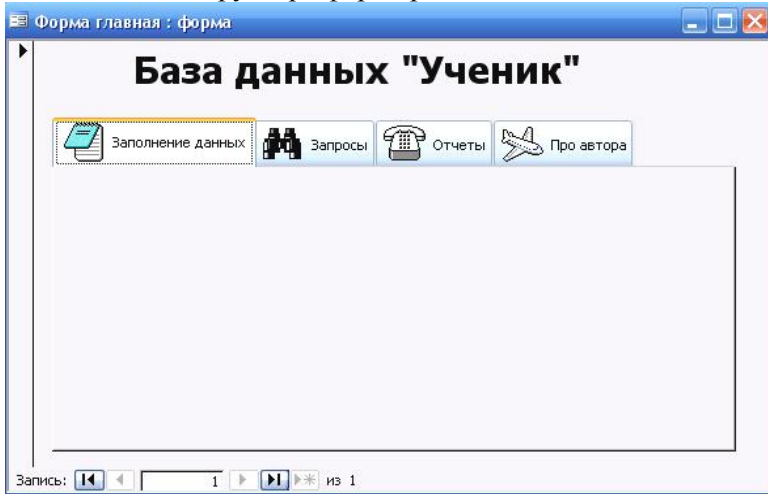 Форма главная : форма
База данных "Ученик"
Заполнение данных Запросы Отчеты Про автора
Запись: 1 из 1